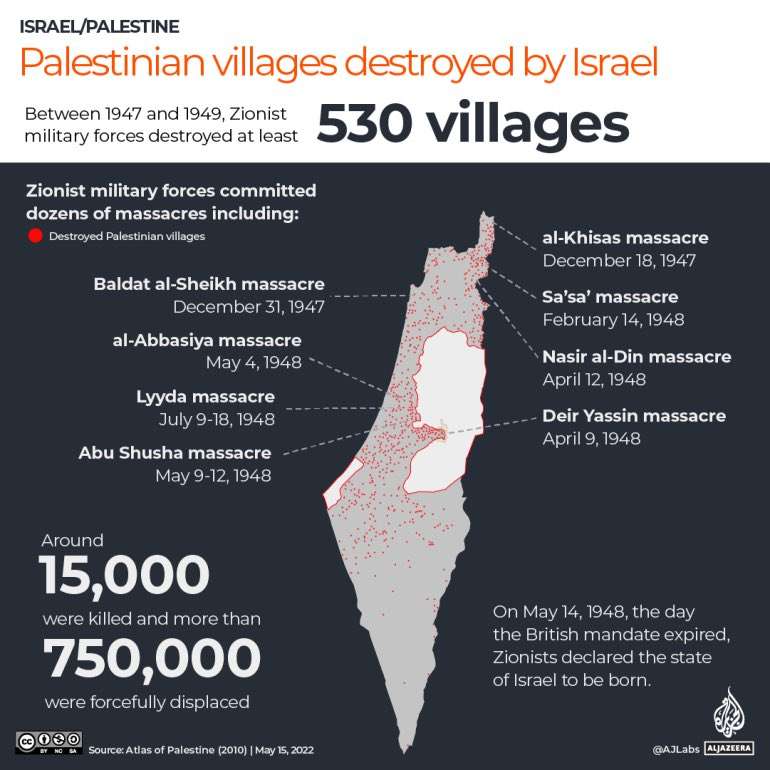 ISRAEL/PALESTINE
Palestinian villages destroyed by Israel
Between 1947 and 1949, Zionist
military forces destroyed at least
530 villages
Zionist military forces committed
dozens of massacres including:
Destroyed Palestinian villages
Baldat al-Sheikh massacre
December 31, 1947
al-Abbasiya massacre
May 4, 1948
Lyyda massacre
July 9-18, 1948
Abu Shusha massacre
May 9-12, 1948
al-Khisas massacre
December 18, 1947
Sa’sa’ massacre
February 14, 1948
Nasir al-Din massacre
April 12, 1948
Deir Yassin massacre
April 9, 1948
Around
15,000
were killed and more than
750,000
were forcefully displaced
On May 14, 1948, the day
the British mandate expired,
Zionists declared the state
of Israel to be born.
cc
BY NC SA
Source: Atlas of Palestine (2010) | May 15, 2022
@AJLabs
ALJAZEERA